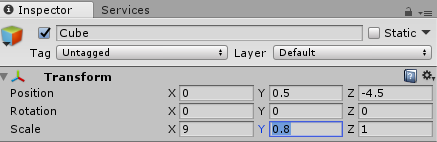 Inspector Services
Cube Static
Tag Untagged Layer Default
Transform
Position X 0 Y 0.5 Z -4.5
Rotation X 0 Y 0 Z 0
Scale X 9 Y 0.8 Z 1